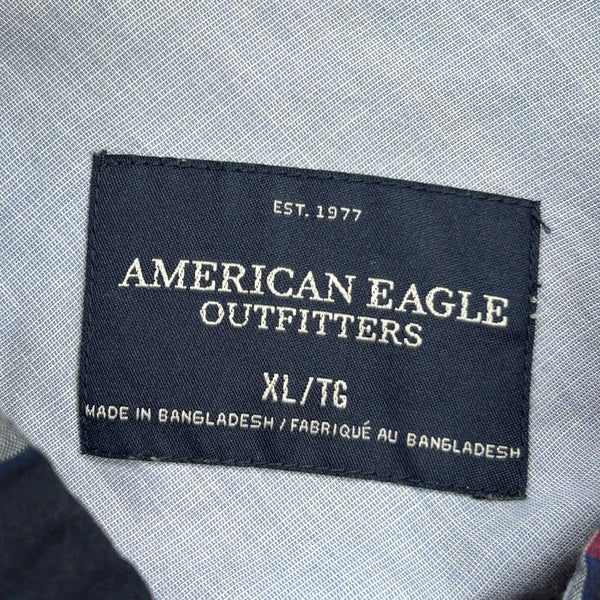 EST. 1977
AMERICAN EAGLE
OUTFITTERS
XL/TG
MADE IN BANGLADESH / FABRIQUÉ AU BANGLADESH